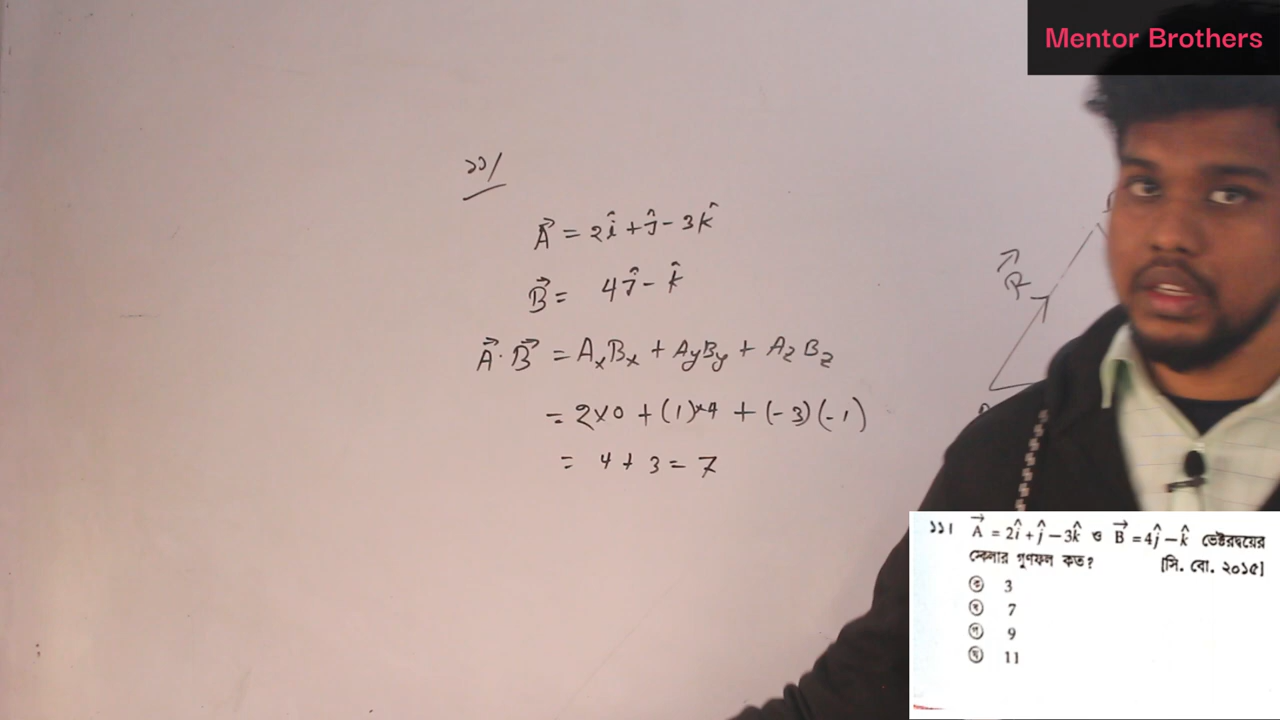 Mentor Brothers
১১/
A⃗ = 2î + ĵ - 3k̂
B⃗ = 4ĵ - k̂
A⃗ · B⃗ = AₓBₓ + AyBy + AzBz
= 2×0 + (1)×4 + (-3)(-1)
= 4 + 3 = 7
R⃗
১১। A⃗ = 2î + ĵ − 3k̂ ও B⃗ = 4ĵ − k̂ ভেক্টরদ্বয়ের
স্কেলার গুণফল কত? [সি. বো. ২০১৫]
ক 3
খ 7
গ 9
ঘ 11